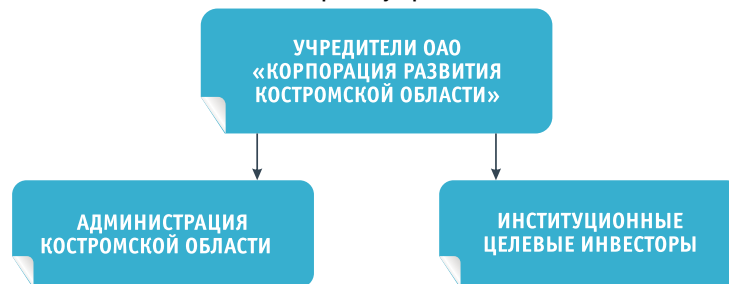 УЧРЕДИТЕЛИ ОАО
«КОРПОРАЦИЯ РАЗВИТИЯ
КОСТРОМСКОЙ ОБЛАСТИ»
АДМИНИСТРАЦИЯ
КОСТРОМСКОЙ ОБЛАСТИ
ИНСТИТУЦИОННЫЕ
ЦЕЛЕВЫЕ ИНВЕСТОРЫ